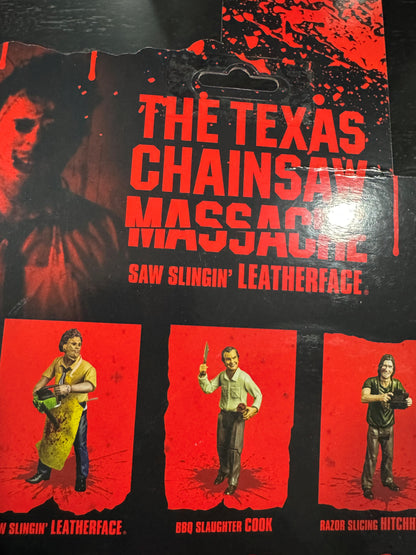 THE TEXAS
CHAINSAW
MASSACRE
SAW SLINGIN' LEATHERFACE®
SLINGIN' LEATHERFACE®
BBQ SLAUGHTER COOK
RAZOR SLICING